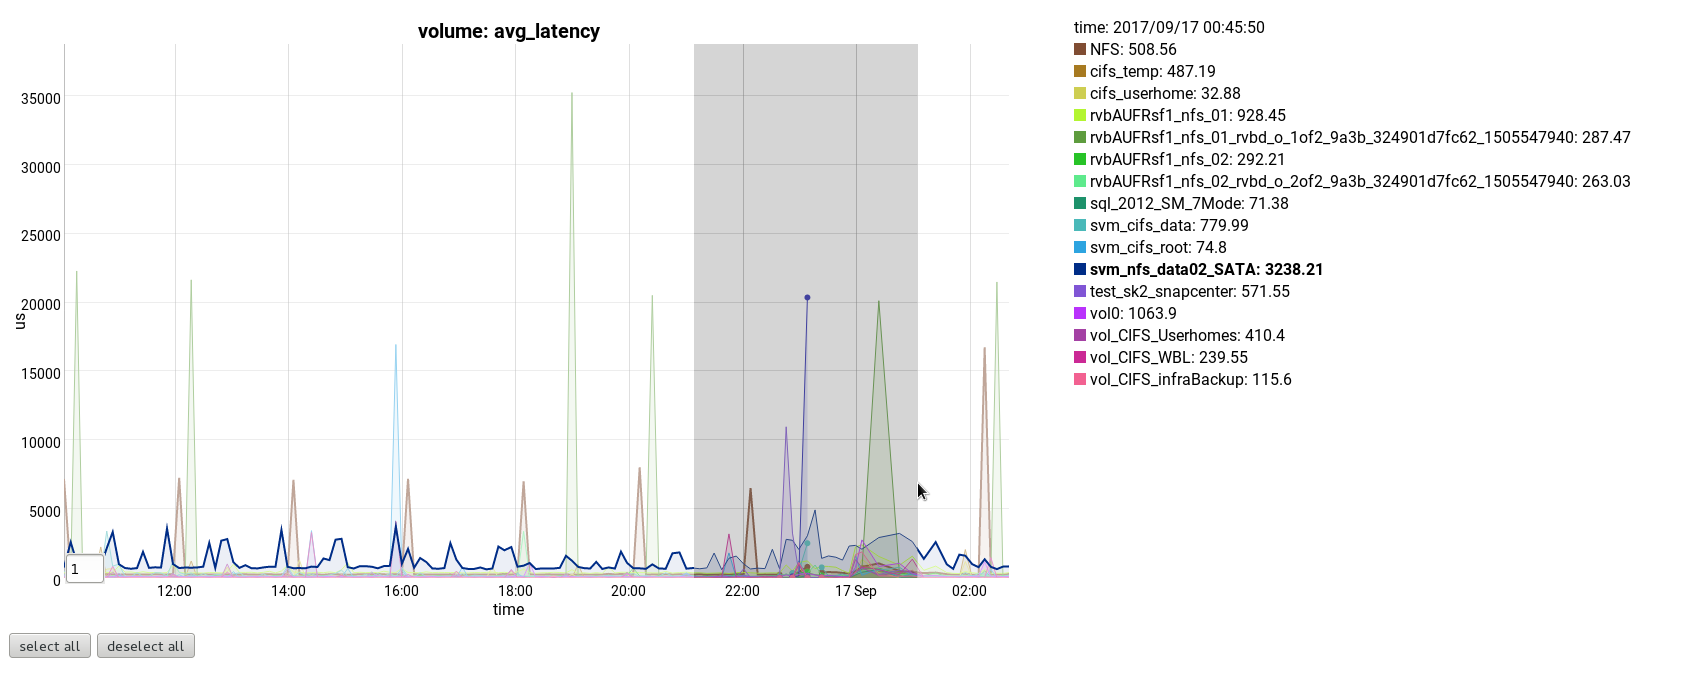 volume: avg_latency
35000
30000
25000
20000
15000
10000
5000
0
us
1
12:00 14:00 16:00 18:00 20:00 22:00 17 Sep 02:00
time
select all deselect all
time: 2017/09/17 00:45:50
NFS: 508.56
cifs_temp: 487.19
cifs_userhome: 32.88
rvbAUFRsf1_nfs_01: 928.45
rvbAUFRsf1_nfs_01_rvbd_o_1of2_9a3b_324901d7fc62_1505547940: 287.47
rvbAUFRsf1_nfs_02: 292.21
rvbAUFRsf1_nfs_02_rvbd_o_2of2_9a3b_324901d7fc62_1505547940: 263.03
sql_2012_SM_7Mode: 71.38
svm_cifs_data: 779.99
svm_cifs_root: 74.8
svm_nfs_data02_SATA: 3238.21
test_sk2_snapcenter: 571.55
vol0: 1063.9
vol_CIFS_Userhomes: 410.4
vol_CIFS_WBL: 239.55
vol_CIFS_infraBackup: 115.6